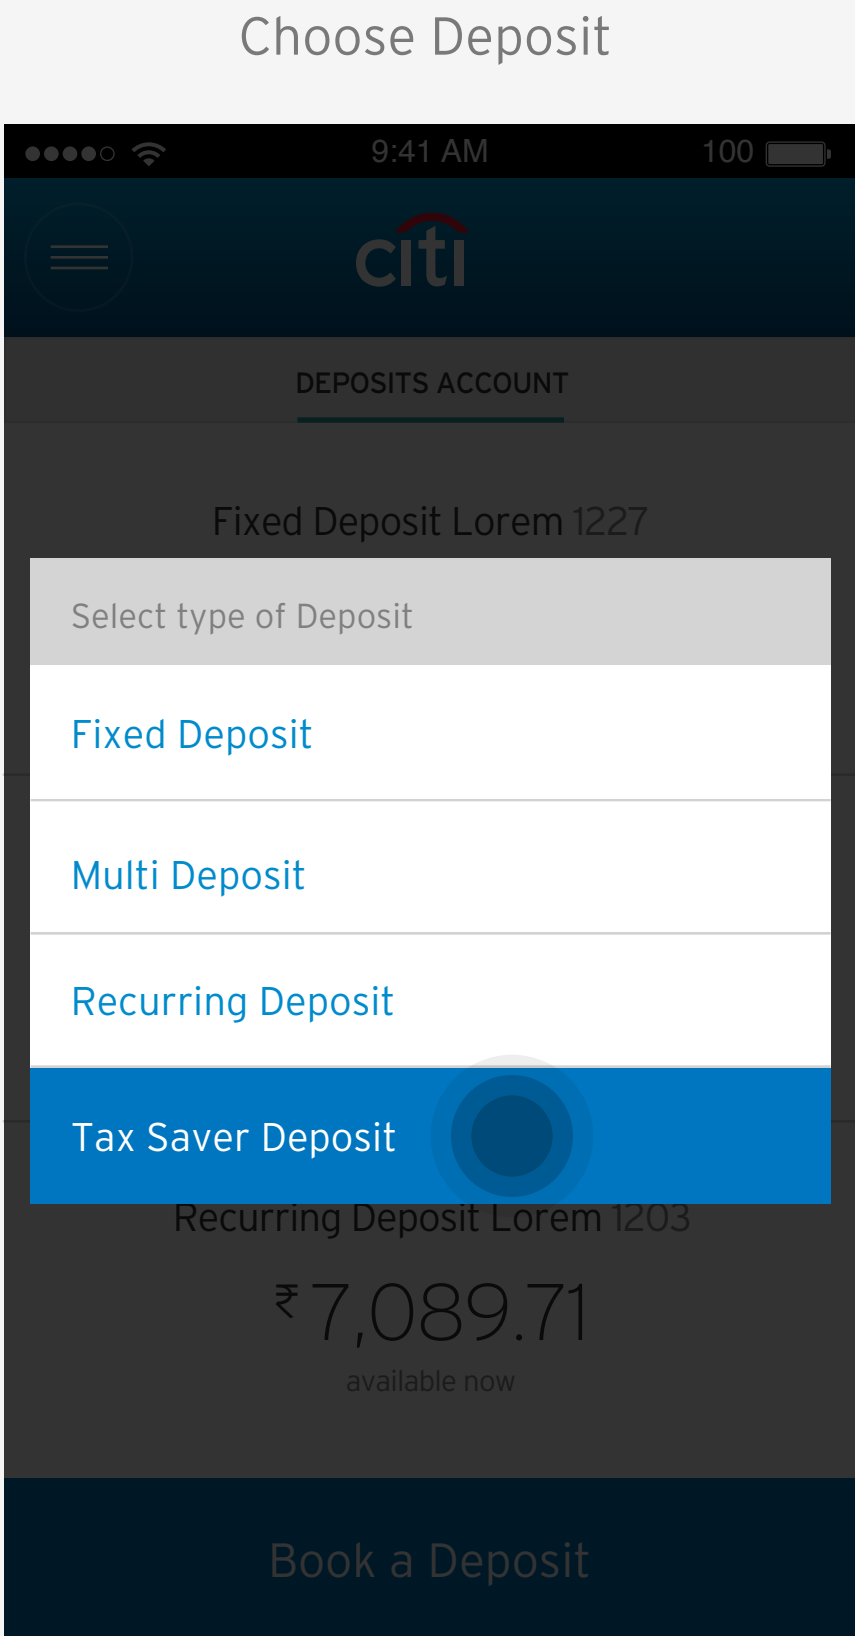 Choose Deposit
9:41 AM 100
citi
DEPOSITS ACCOUNT
Fixed Deposit Lorem 1227
Select type of Deposit
Fixed Deposit
Multi Deposit
Recurring Deposit
Tax Saver Deposit
Recurring Deposit Lorem 1203
₹7,089.71
available now
Book a Deposit